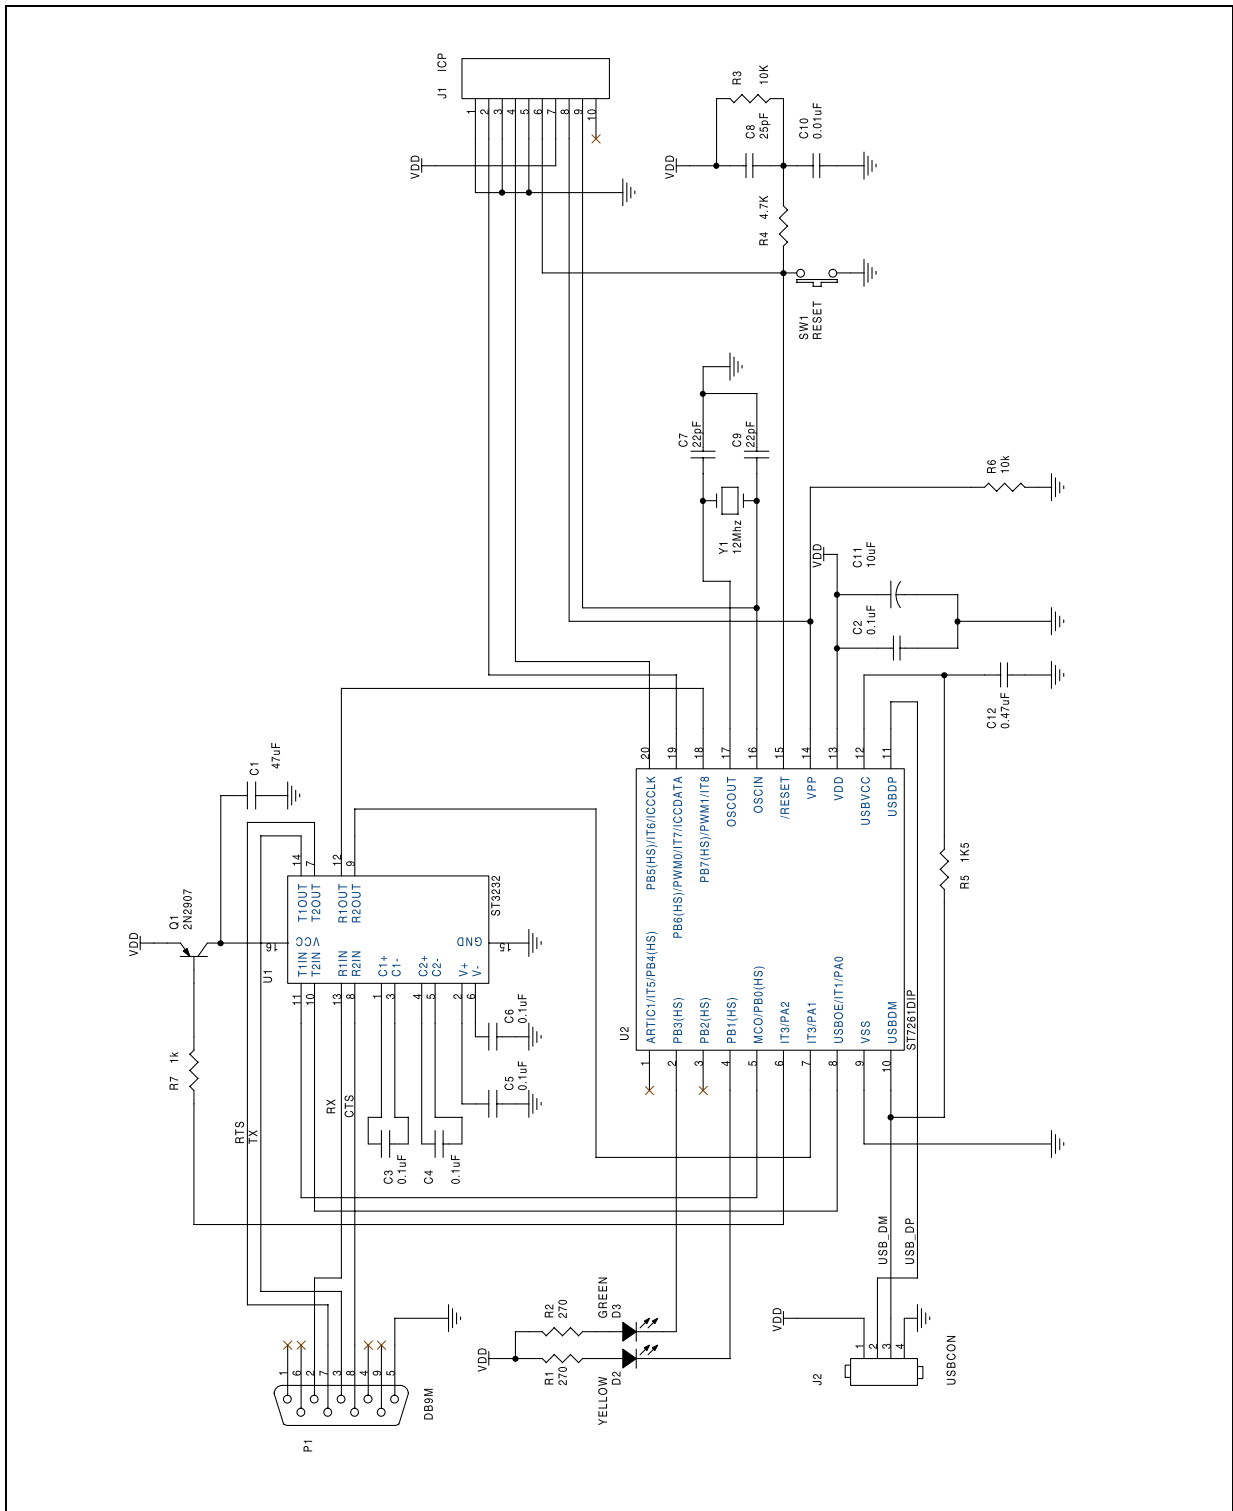 J1 ICP
1
2
3
4
5
6
7
8
9
10
VDD
R3
10K
C8
25pF
C10
0.01uF
VDD
R4 4.7K
SW1
RESET
C7
22pF
C9
22pF
Y1
12Mhz
R6
10k
VDD
C11
10uF
C2
0.1uF
C12
0.47uF
C1
47uF
Q1
2N2907
VDD
R7 1k
U1
ST3232
16
VCC
15
GND
14
T1OUT
7
T2OUT
12
R1OUT
9
R2OUT
11
T1IN
10
T2IN
13
R1IN
8
R2IN
1
C1+
3
C1-
4
C2+
5
C2-
2
V+
6
V-
C6
0.1uF
C5
0.1uF
C3
0.1uF
C4
0.1uF
RTS
TX
RX
CTS
U2
ST7261DIP
20
PB5(HS)/IT6/ICCCLK
19
PB6(HS)/PWM0/IT7/ICCDATA
18
PB7(HS)/PWM1/IT8
17
OSCOUT
16
OSCIN
15
/RESET
14
VPP
13
VDD
12
USBVCC
11
USBDP
1
ARTIC1/IT5/PB4(HS)
2
PB3(HS)
3
PB2(HS)
4
PB1(HS)
5
MCO/PB0(HS)
6
IT3/PA2
7
IT3/PA1
8
USBOE/IT1/PA0
9
VSS
10
USBDM
R5 1K5
USB_DM
USB_DP
VDD
R2
270
GREEN
D3
R1
270
YELLOW
D2
VDD
J2
USBCON
1
2
3
4
P1
DB9M
1
6
2
7
3
8
4
9
5